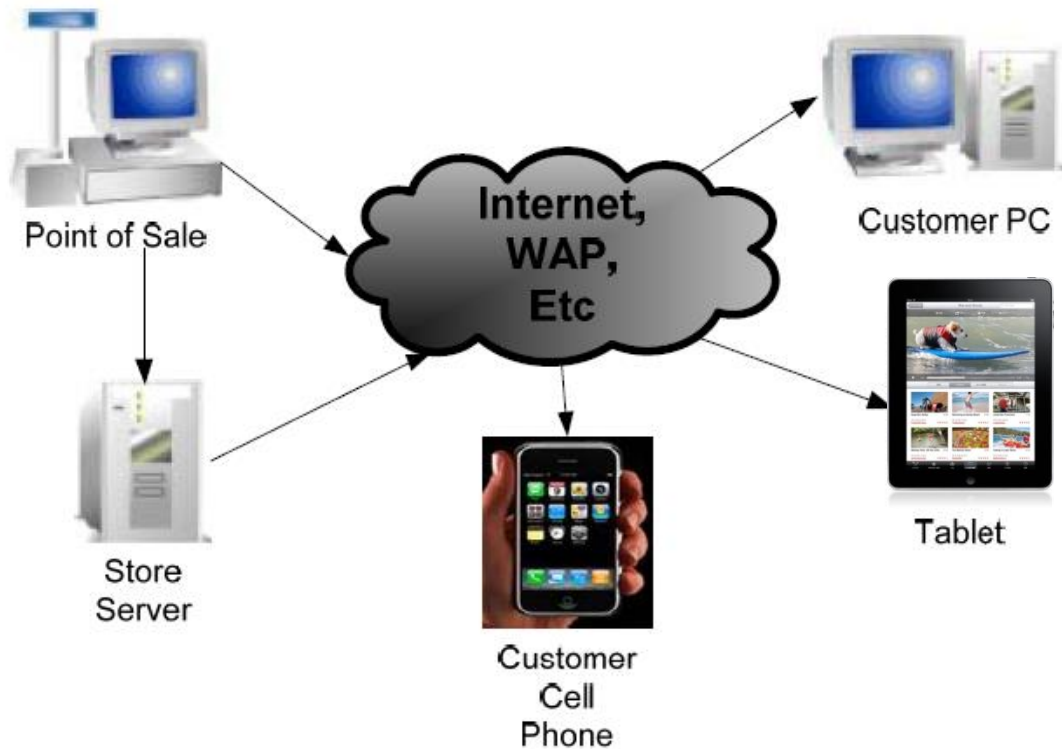 Point of Sale
Internet,
WAP,
Etc
Customer PC
Store
Server
Customer
Cell
Phone
Tablet